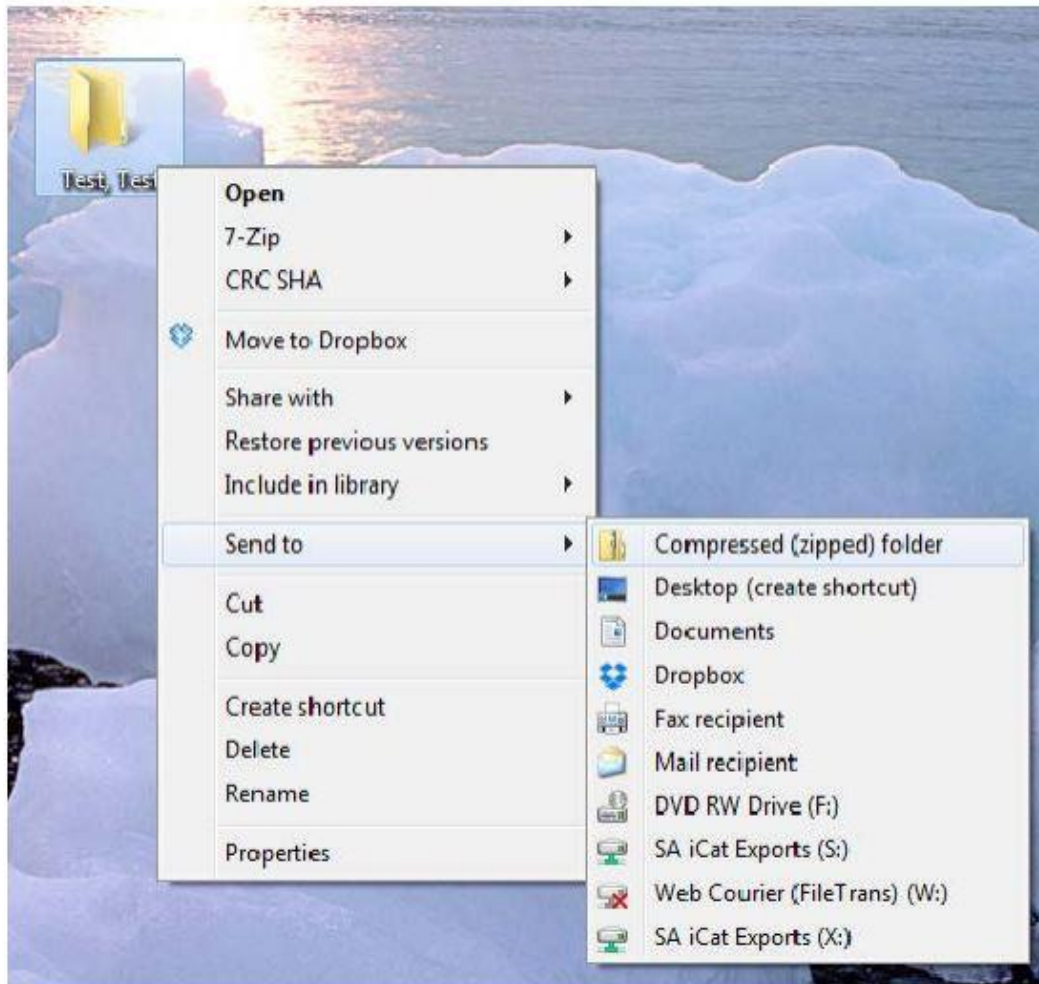 Test, Test
Open
7-Zip
CRC SHA
Move to Dropbox
Share with
Restore previous versions
Include in library
Send to
Cut
Copy
Create shortcut
Delete
Rename
Properties
Compressed (zipped) folder
Desktop (create shortcut)
Documents
Dropbox
Fax recipient
Mail recipient
DVD RW Drive (F:)
SA iCat Exports (S:)
Web Courier (FileTrans) (W:)
SA iCat Exports (X:)